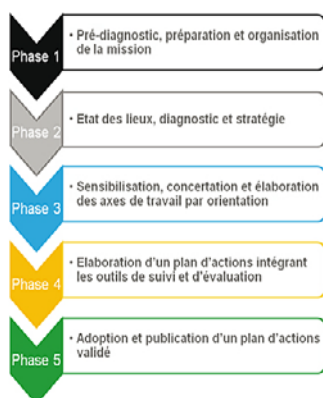 Phase 1
• Pré-diagnostic, préparation et organisation
de la mission
Phase 2
• Etat des lieux, diagnostic et stratégie
Phase 3
• Sensibilisation, concertation et élaboration
des axes de travail par orientation
Phase 4
• Elaboration d'un plan d'actions intégrant
les outils de suivi et d'évaluation
Phase 5
• Adoption et publication d'un plan d'actions
validé